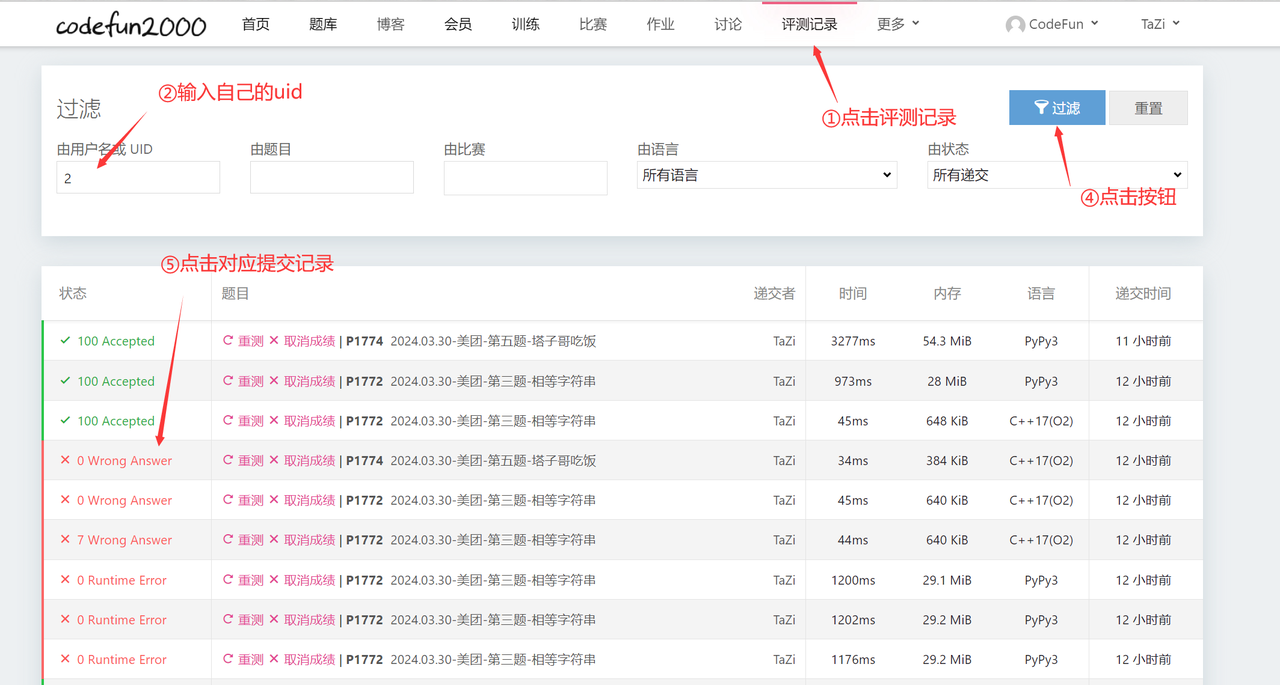 codefun2000 首页 题库 博客 会员 训练 比赛 作业 讨论 评测记录 更多 CodeFun TaZi
②输入自己的uid
过滤
①点击评测记录
过滤 重置
由用户名或 UID 由题目 由比赛 由语言 由状态
2 所有语言 所有递交
④点击按钮
⑤点击对应提交记录
状态 题目 递交者 时间 内存 语言 递交时间
100 Accepted 重测 取消成绩 | P1774 2024.03.30-美团-第五题-塔子哥吃饭 TaZi 3277ms 54.3 MiB PyPy3 11 小时前
100 Accepted 重测 取消成绩 | P1772 2024.03.30-美团-第三题-相等字符串 TaZi 973ms 28 MiB PyPy3 12 小时前
100 Accepted 重测 取消成绩 | P1772 2024.03.30-美团-第三题-相等字符串 TaZi 45ms 648 KiB C++17(O2) 12 小时前
0 Wrong Answer 重测 取消成绩 | P1774 2024.03.30-美团-第五题-塔子哥吃饭 TaZi 34ms 384 KiB C++17(O2) 12 小时前
0 Wrong Answer 重测 取消成绩 | P1772 2024.03.30-美团-第三题-相等字符串 TaZi 45ms 640 KiB C++17(O2) 12 小时前
7 Wrong Answer 重测 取消成绩 | P1772 2024.03.30-美团-第三题-相等字符串 TaZi 44ms 640 KiB C++17(O2) 12 小时前
0 Runtime Error 重测 取消成绩 | P1772 2024.03.30-美团-第三题-相等字符串 TaZi 1200ms 29.1 MiB PyPy3 12 小时前
0 Runtime Error 重测 取消成绩 | P1772 2024.03.30-美团-第三题-相等字符串 TaZi 1202ms 29.2 MiB PyPy3 12 小时前
0 Runtime Error 重测 取消成绩 | P1772 2024.03.30-美团-第三题-相等字符串 TaZi 1176ms 29.2 MiB PyPy3 12 小时前